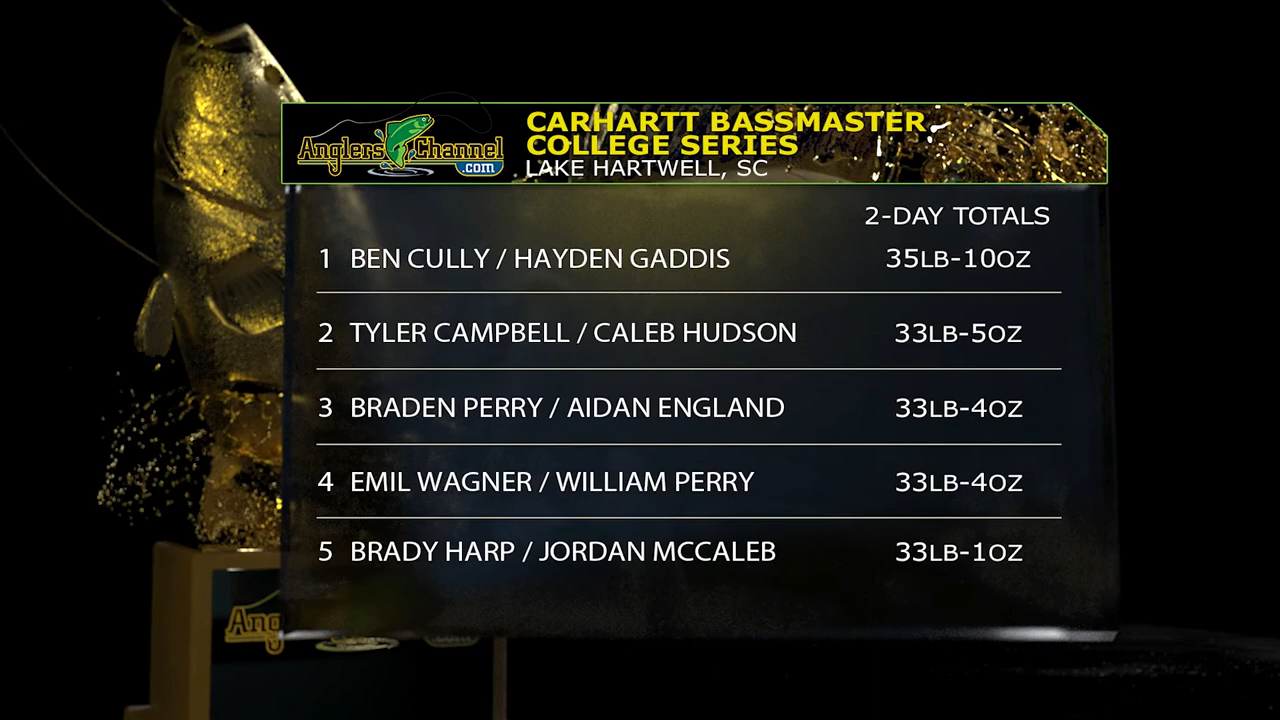 Anglers Channel
.com
CARHARTT BASSMASTER
COLLEGE SERIES
LAKE HARTWELL, SC
2-DAY TOTALS
1 BEN CULLY / HAYDEN GADDIS 35LB-10OZ
2 TYLER CAMPBELL / CALEB HUDSON 33LB-5OZ
3 BRADEN PERRY / AIDAN ENGLAND 33LB-4OZ
4 EMIL WAGNER / WILLIAM PERRY 33LB-4OZ
5 BRADY HARP / JORDAN MCCALEB 33LB-1OZ
Ang